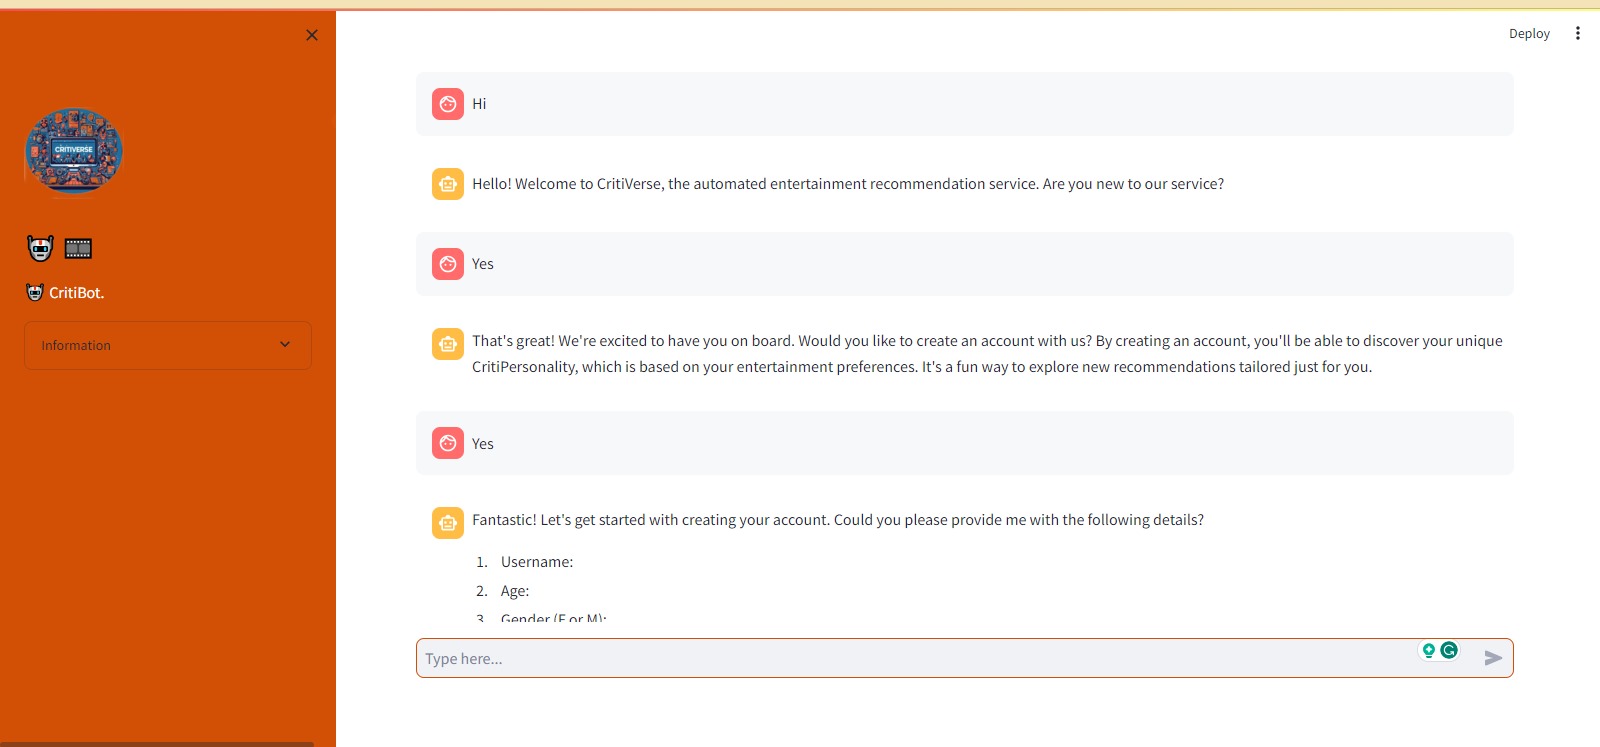 Deploy
CRITIVERSE
CritiBot.
Information
Hi
Hello! Welcome to CritiVerse, the automated entertainment recommendation service. Are you new to our service?
Yes
That's great! We're excited to have you on board. Would you like to create an account with us? By creating an account, you'll be able to discover your unique
CritiPersonality, which is based on your entertainment preferences. It's a fun way to explore new recommendations tailored just for you.
Yes
Fantastic! Let's get started with creating your account. Could you please provide me with the following details?
1. Username:
2. Age:
3. Gender (F or M):
Type here...